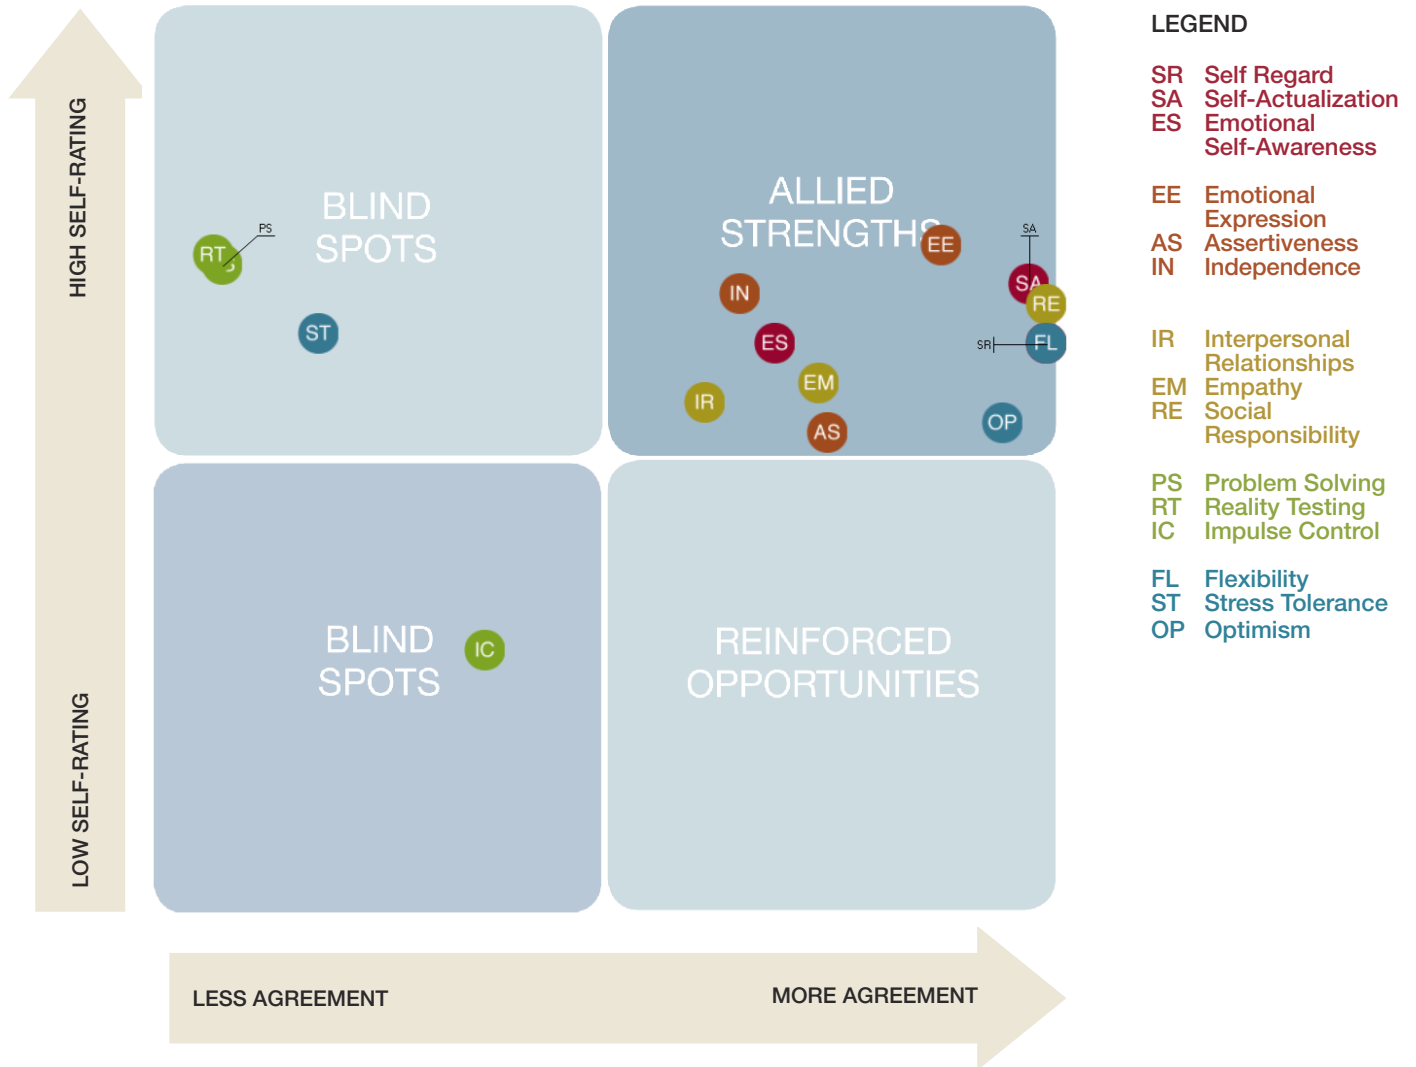 HIGH SELF-RATING
LOW SELF-RATING
BLIND
SPOTS
RT
PS
ST
ALLIED
STRENGTHS
EE
SA
SA
RE
IN
ES
SR
FL
EM
IR
AS
OP
BLIND
SPOTS
IC
REINFORCED
OPPORTUNITIES
LESS AGREEMENT
MORE AGREEMENT
LEGEND
SR Self Regard
SA Self-Actualization
ES Emotional
Self-Awareness
EE Emotional
Expression
AS Assertiveness
IN Independence
IR Interpersonal
Relationships
EM Empathy
RE Social
Responsibility
PS Problem Solving
RT Reality Testing
IC Impulse Control
FL Flexibility
ST Stress Tolerance
OP Optimism